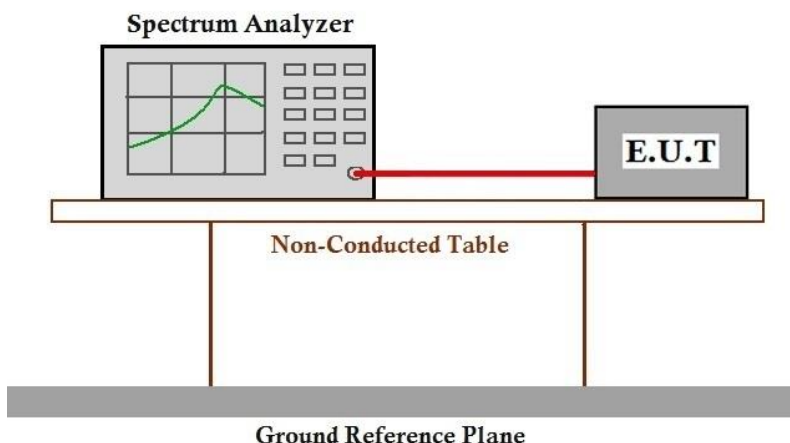 Spectrum Analyzer
E.U.T
Non-Conducted Table
Ground Reference Plane